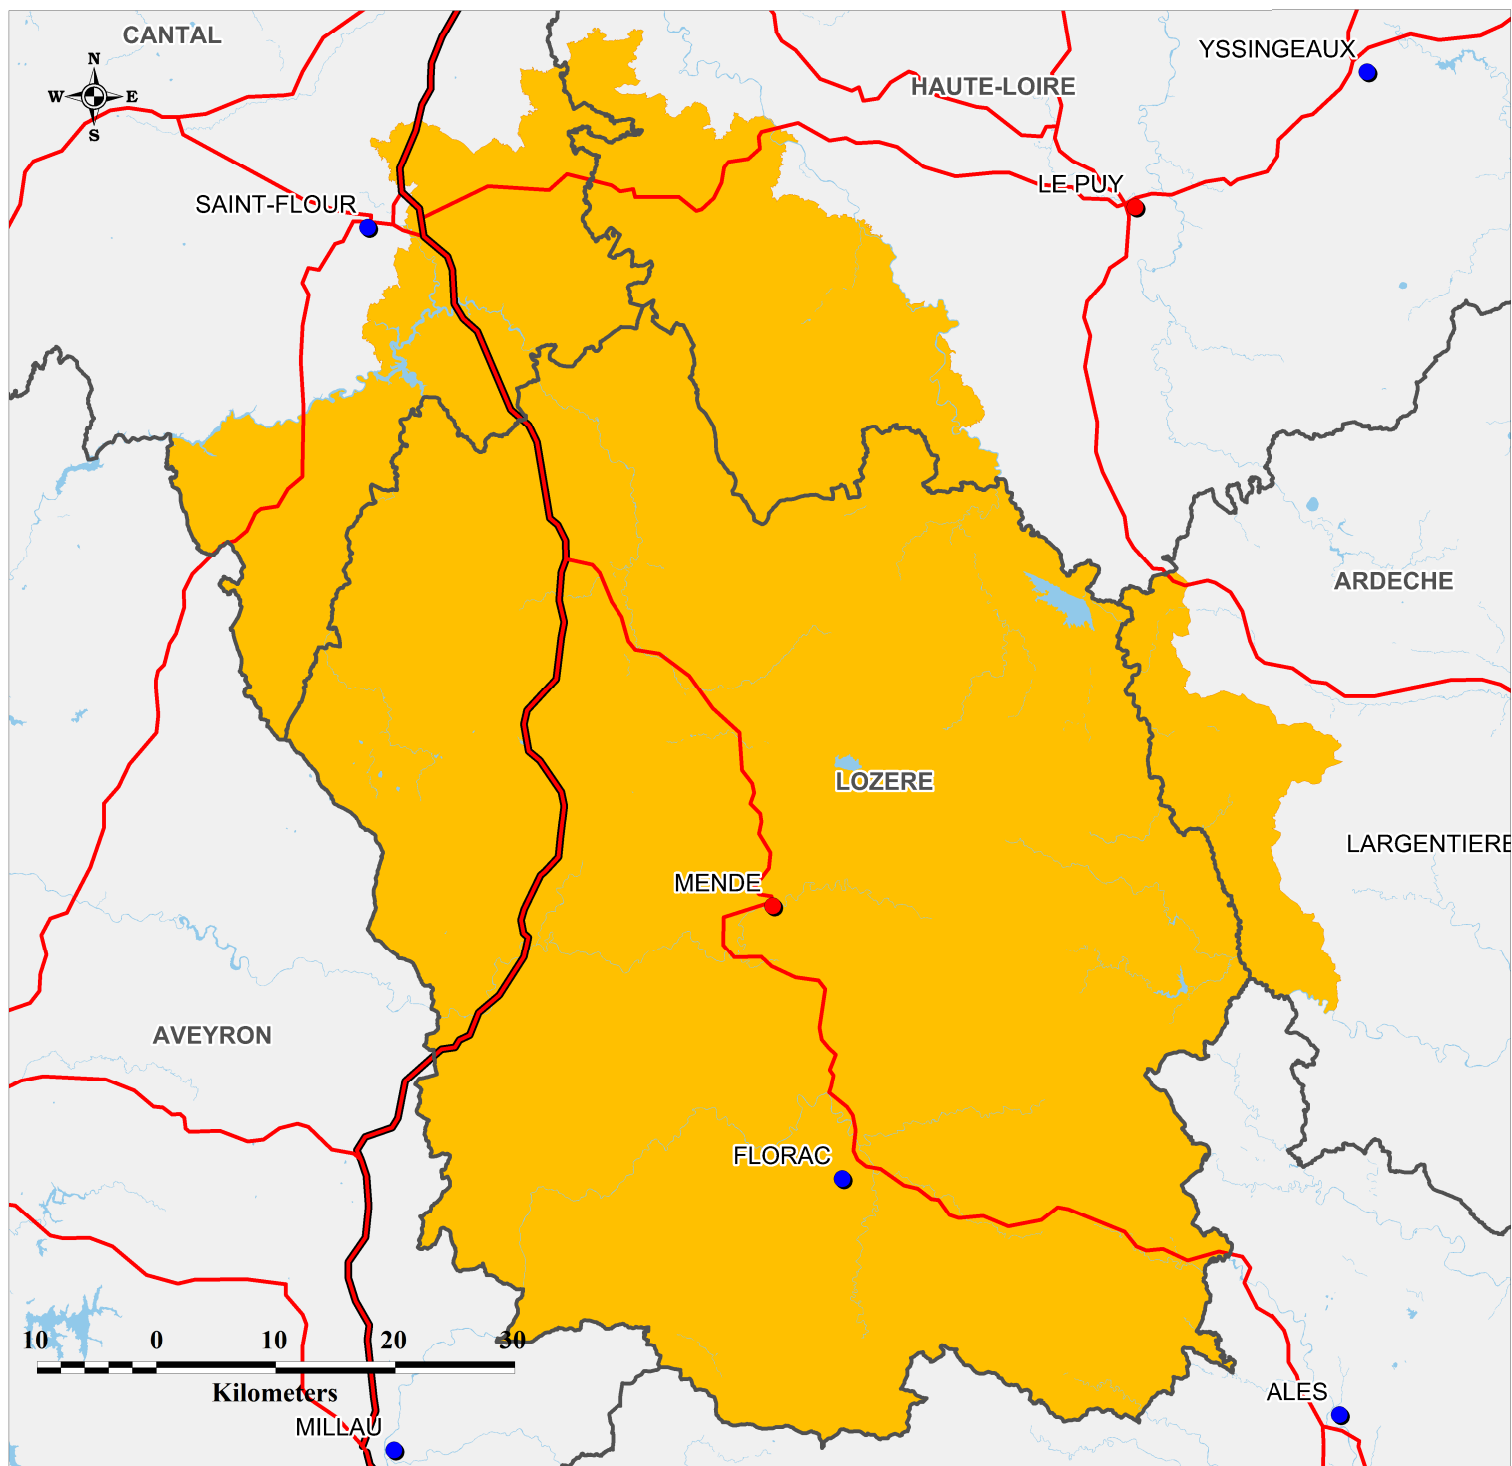 CANTAL
YSSINGEAUX
N
HAUTE-LOIRE
W E
S
LE PUY
SAINT-FLOUR
ARDECHE
LOZERE
LARGENTIERE
MENDE
AVEYRON
FLORAC
10 0 10 20 30
Kilometers
ALES
MILLAU